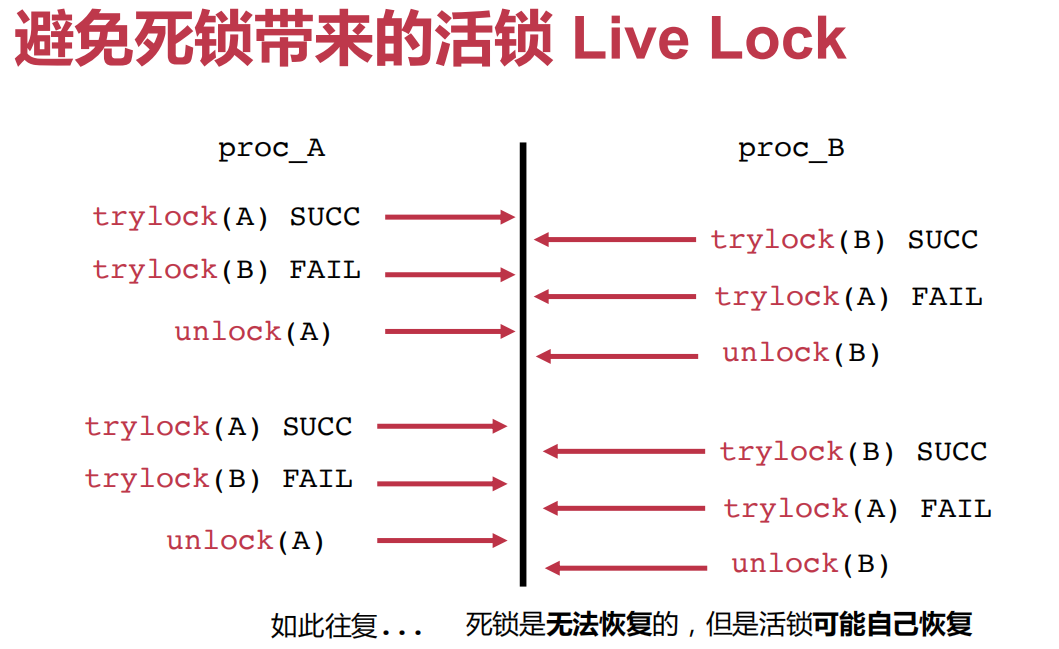 避免死锁带来的活锁 Live Lock
proc_A
proc_B
trylock(A) SUCC
trylock(B) SUCC
trylock(B) FAIL
trylock(A) FAIL
unlock(A)
unlock(B)
trylock(A) SUCC
trylock(B) SUCC
trylock(B) FAIL
trylock(A) FAIL
unlock(A)
unlock(B)
如此往复...
死锁是无法恢复的，但是活锁可能自己恢复